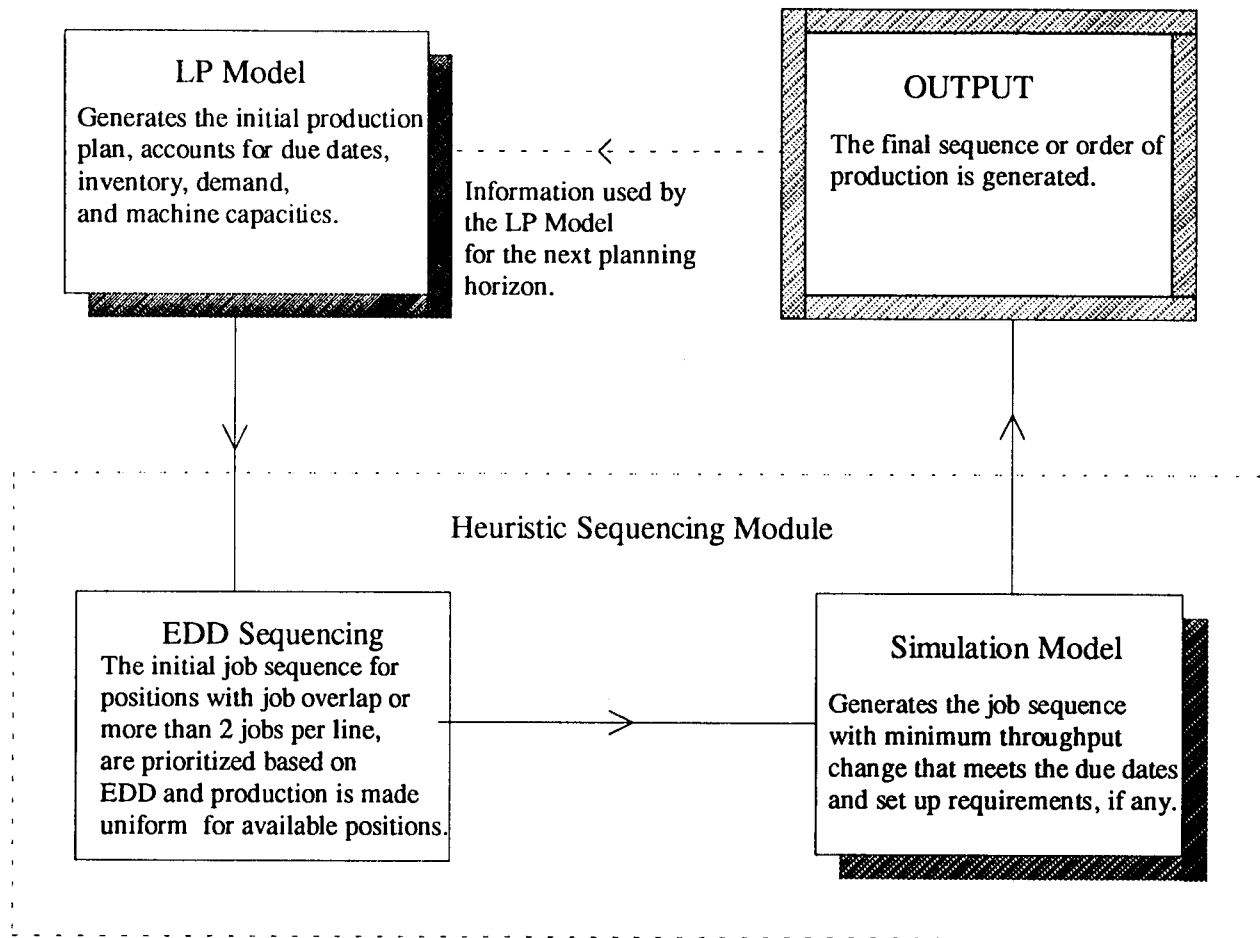 LP Model
Generates the initial production
plan, accounts for due dates,
inventory, demand,
and machine capacities.
OUTPUT
The final sequence or order of
production is generated.
Information used by
the LP Model
for the next planning
horizon.
Heuristic Sequencing Module
EDD Sequencing
The initial job sequence for
positions with job overlap or
more than 2 jobs per line,
are prioritized based on
EDD and production is made
uniform for available positions.
Simulation Model
Generates the job sequence
with minimum throughput
change that meets the due dates
and set up requirements, if any.